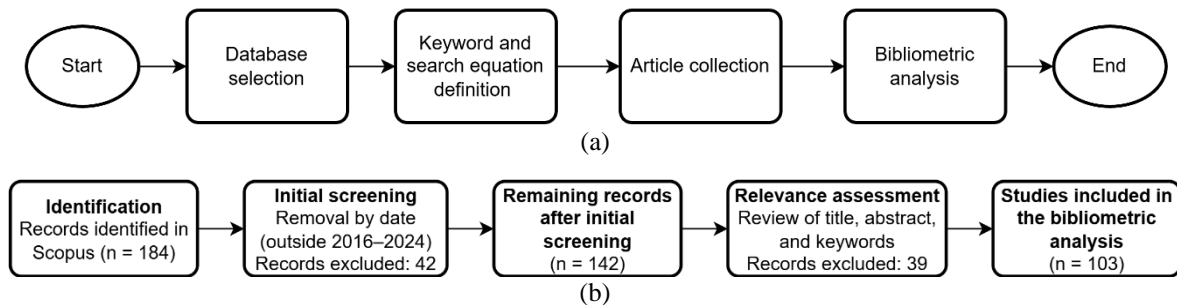 Start
Database
selection
Keyword and
search equation
definition
Article collection
Bibliometric
analysis
End
(a)
Identification
Records identified in
Scopus (n = 184)
Initial screening
Removal by date
(outside 2016–2024)
Records excluded: 42
Remaining records
after initial
screening
(n = 142)
Relevance assessment
Review of title, abstract,
and keywords
Records excluded: 39
Studies included in
the bibliometric
analysis
(n = 103)
(b)